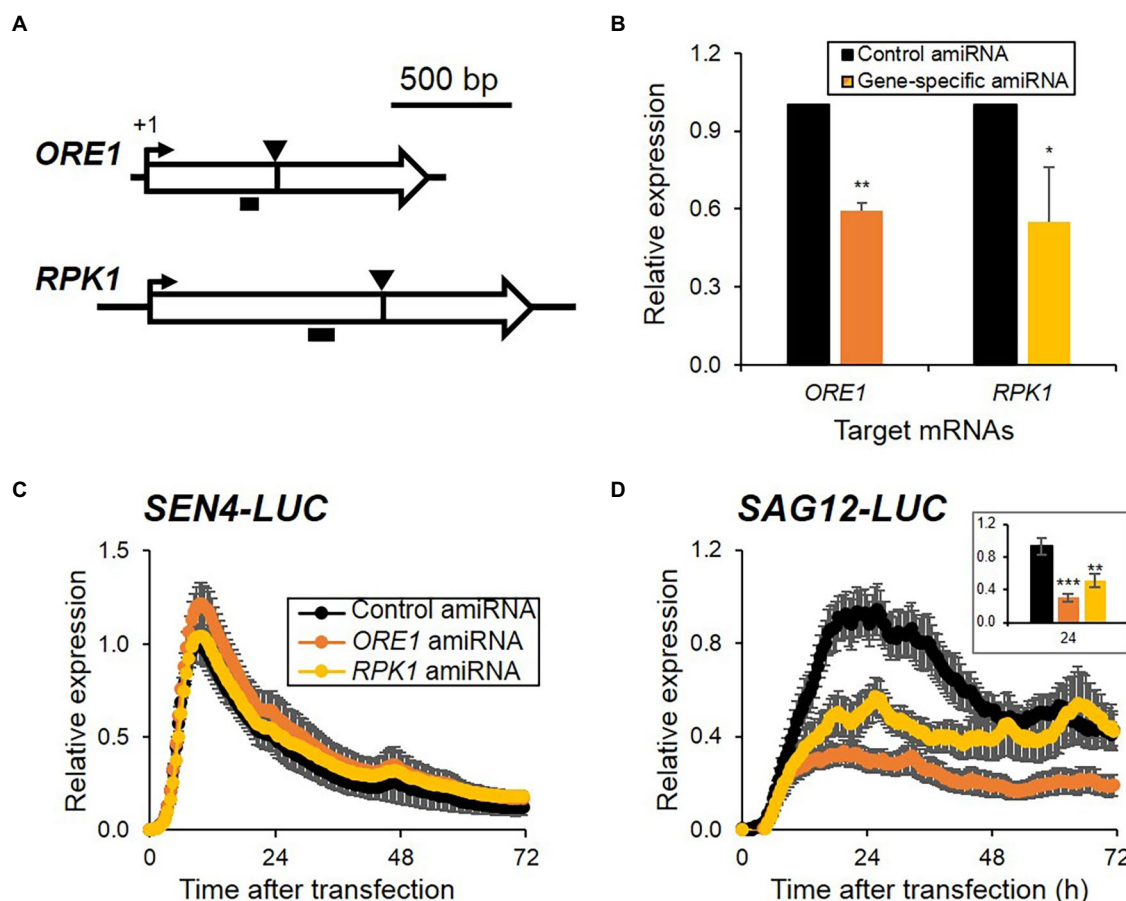 A
500 bp
+1
ORE1
RPK1
B
Control amiRNA
Gene-specific amiRNA
Relative expression
1.2
0.9
0.6
0.3
0.0
**
*
ORE1
RPK1
Target mRNAs
C
SEN4-LUC
Relative expression
1.5
1.0
0.5
0.0
Control amiRNA
ORE1 amiRNA
RPK1 amiRNA
0
24
48
72
Time after transfection
D
SAG12-LUC
Relative expression
1.2
0.8
0.4
0.0
1.2
0.8
0.4
0.0
***
**
24
0
24
48
72
Time after transfection (h)